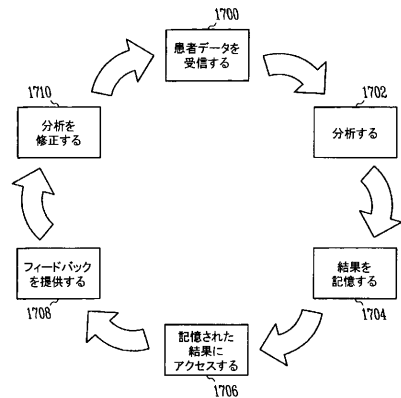 1700
患者データを
受信する
1702
分析する
結果を
記憶する
1704
記憶された
結果に
アクセスする
1706
フィードバック
を提供する
1708
1710
分析を
修正する